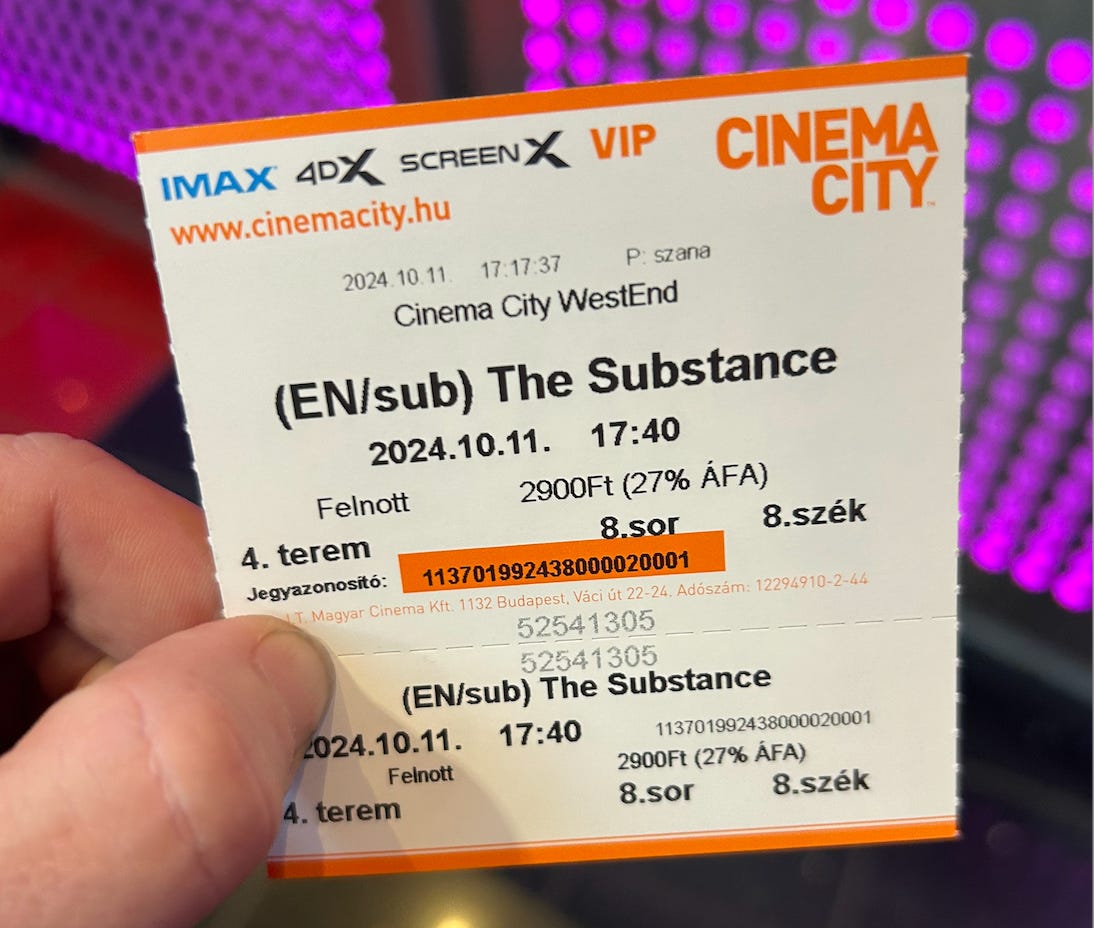 IMAX 4DX SCREENX VIP
CINEMA
CITY™
www.cinemacity.hu
2024.10.11. 17:17:37 P: szana
Cinema City WestEnd
(EN/sub) The Substance
2024.10.11. 17:40
Felnott 2900Ft (27% ÁFA)
4. terem 8.sor 8.szék
Jegyazonosító: 113701992438000020001
I.T. Magyar Cinema Kft. 1132 Budapest, Váci út 22-24. Adószám: 12294910-2-44
52541305
52541305
(EN/sub) The Substance
2024.10.11. 17:40 113701992438000020001
Felnott 2900Ft (27% ÁFA)
4. terem 8.sor 8.szék